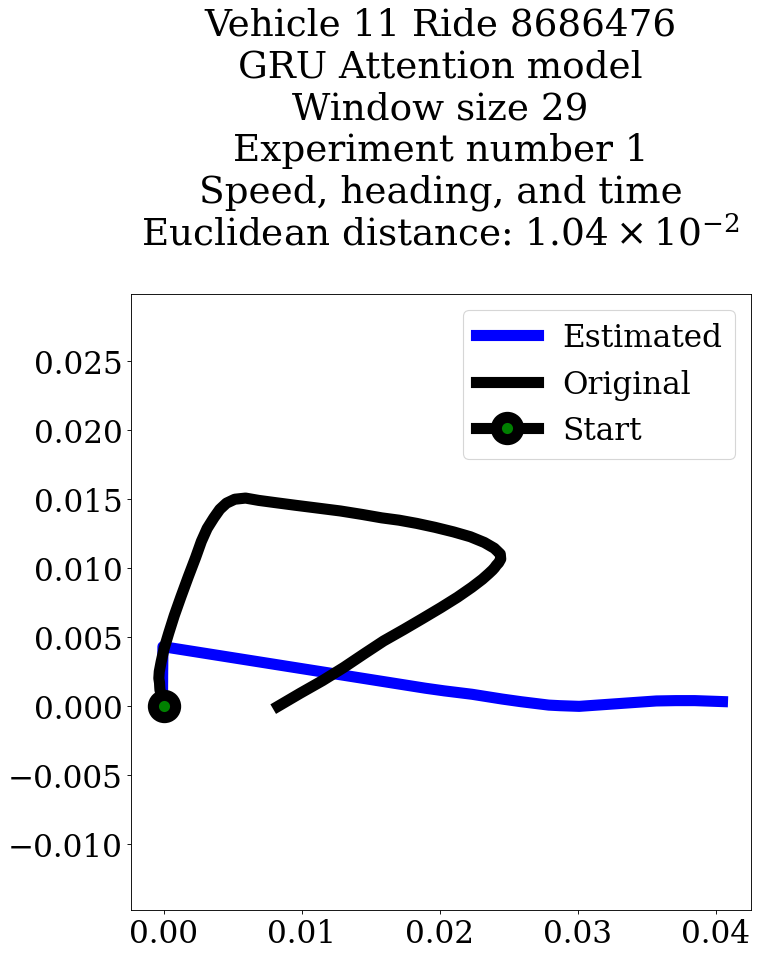 Vehicle 11 Ride 8686476
GRU Attention model
Window size 29
Experiment number 1
Speed, heading, and time
Euclidean distance: 1.04 × 10⁻²
Estimated
Original
Start
0.025
0.020
0.015
0.010
0.005
0.000
−0.005
−0.010
0.00 0.01 0.02 0.03 0.04